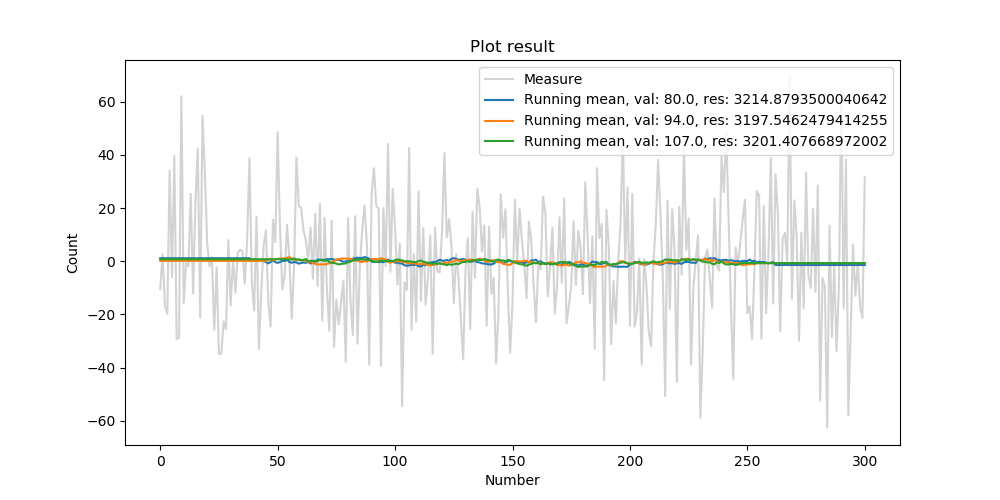 Plot result
Measure
Running mean, val: 80.0, res: 3214.8793500040642
Running mean, val: 94.0, res: 3197.5462479414255
Running mean, val: 107.0, res: 3201.407668972002
60
40
20
0
−20
−40
−60
Count
0 50 100 150 200 250 300
Number